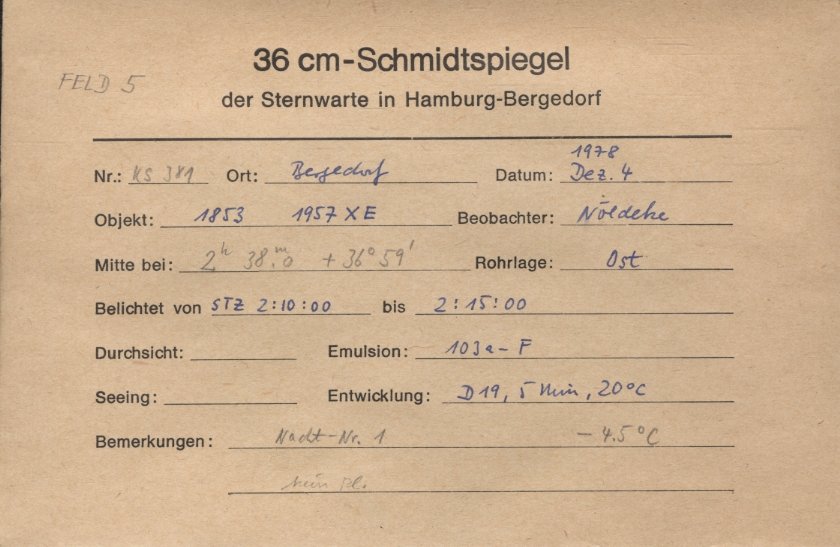 36 cm-Schmidtspiegel
FELD 5
der Sternwarte in Hamburg-Bergedorf
1978
Nr.: KS 381 Ort: Bergedorf Datum: Dez. 4
Objekt: 1853 1957 XE Beobachter: Nöldeke
Mitte bei: 2h 38.m0 + 36° 59' Rohrlage: Ost
Belichtet von STZ 2:10:00 bis 2:15:00
Durchsicht: Emulsion: 103a-F
Seeing: Entwicklung: D19, 5 Min, 20°C
Bemerkungen: Nacht-Nr. 1 -4.5°C